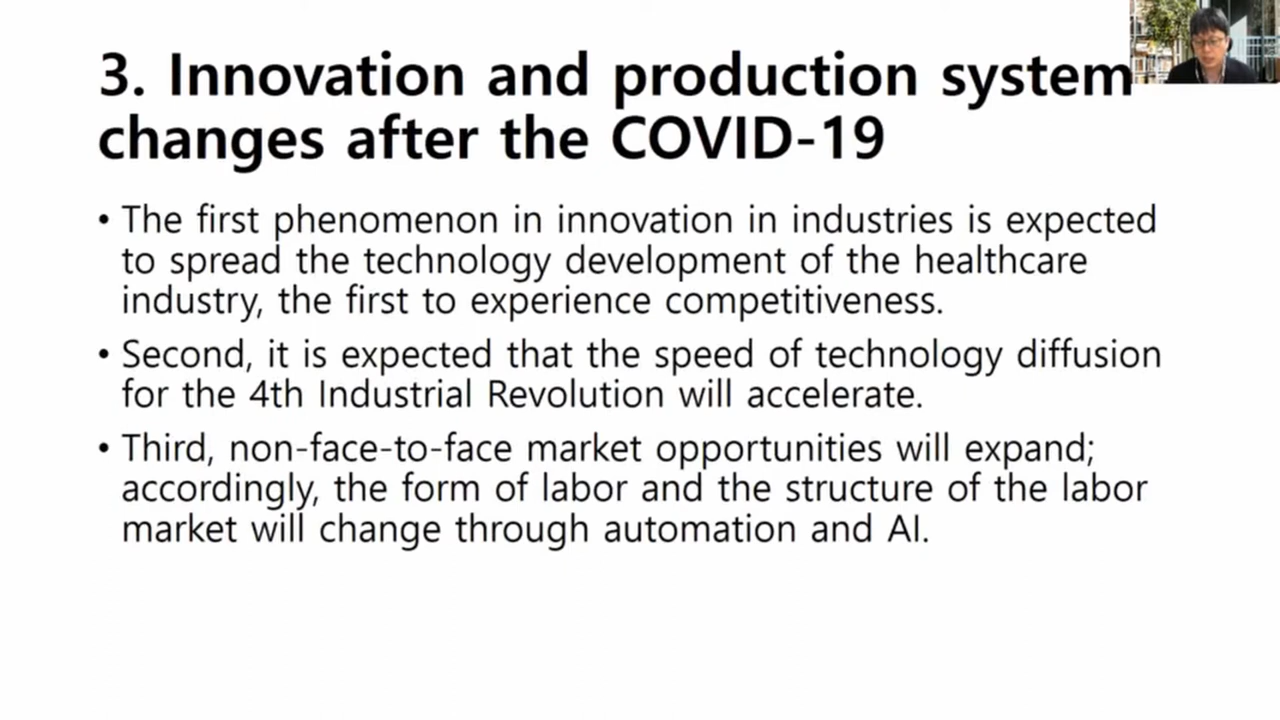 3. Innovation and production system
changes after the COVID-19
• The first phenomenon in innovation in industries is expected
to spread the technology development of the healthcare
industry, the first to experience competitiveness.
• Second, it is expected that the speed of technology diffusion
for the 4th Industrial Revolution will accelerate.
• Third, non-face-to-face market opportunities will expand;
accordingly, the form of labor and the structure of the labor
market will change through automation and AI.